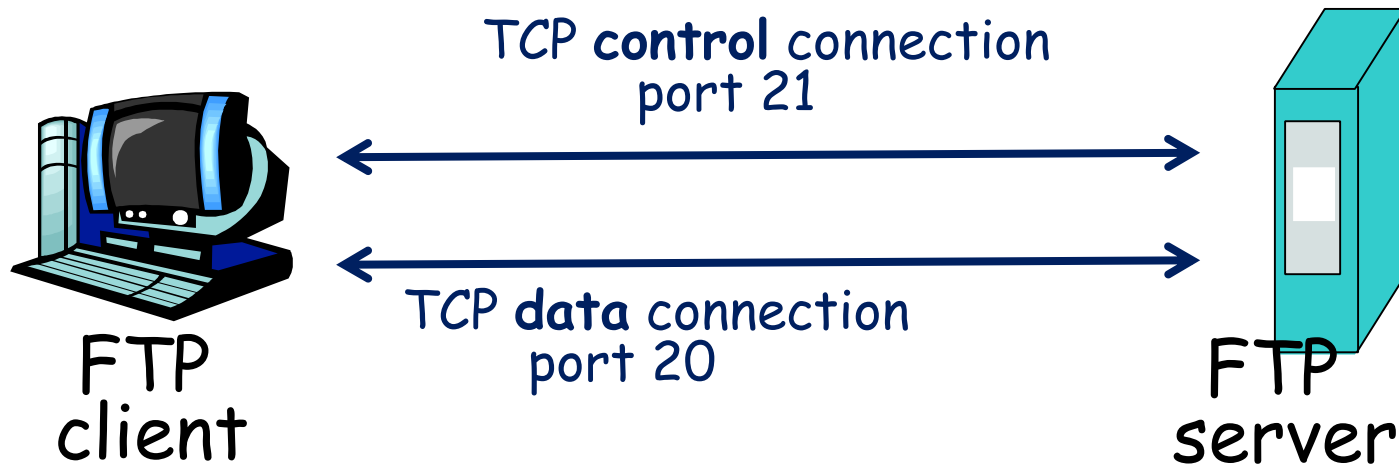 TCP control connection
port 21
TCP data connection
port 20
FTP
client
FTP
server